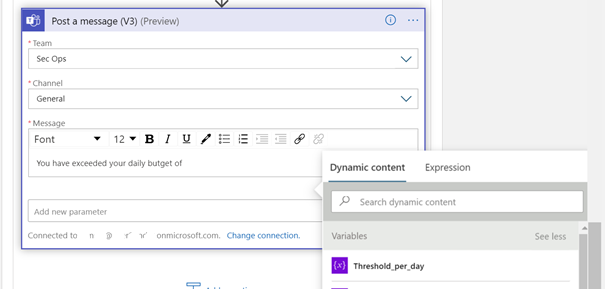 Post a message (V3) (Preview)
* Team
Sec Ops
* Channel
General
* Message
Font 12 B I U
You have exceeded your daily butget of
Dynamic content Expression
Search dynamic content
Add new parameter
Variables See less
Connected to onmicrosoft.com. Change connection.
{x} Threshold_per_day